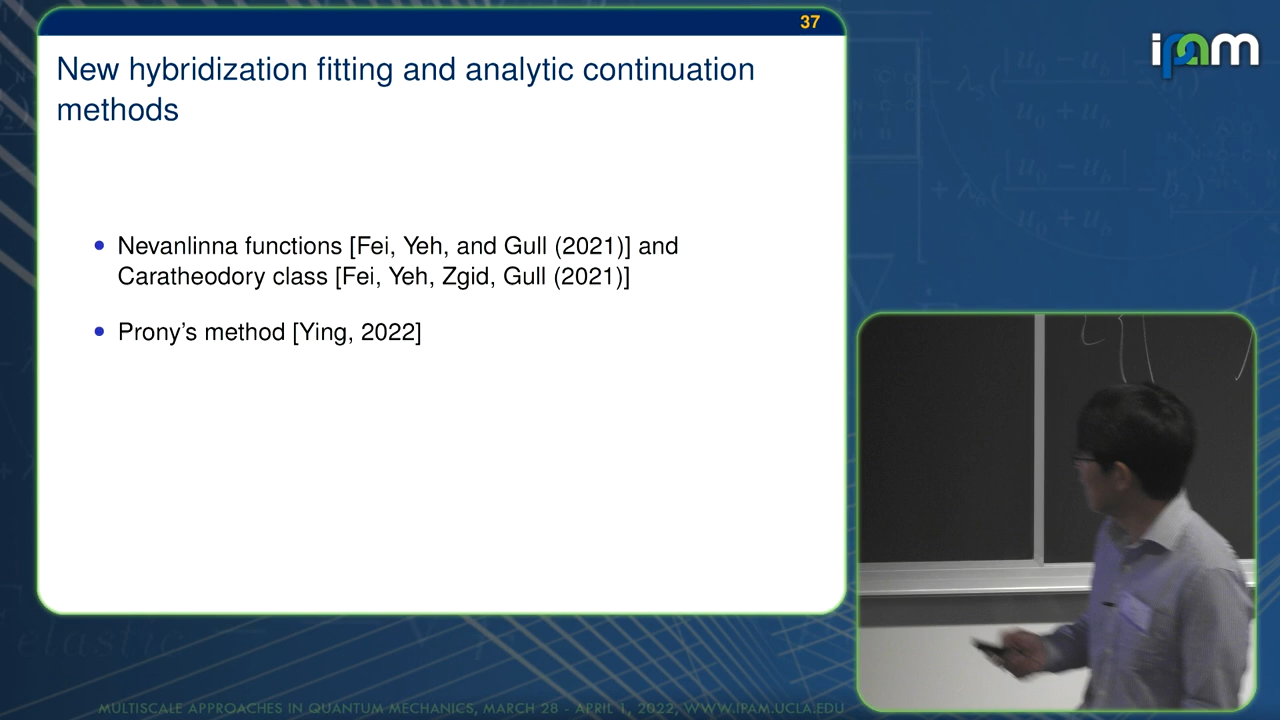 37
ipam
New hybridization fitting and analytic continuation
methods
• Nevanlinna functions [Fei, Yeh, and Gull (2021)] and
Caratheodory class [Fei, Yeh, Zgid, Gull (2021)]
• Prony's method [Ying, 2022]
elastic
MULTISCALE APPROACHES IN QUANTUM MECHANICS, MARCH 28 - APRIL 1, 2022, WWW.IPAM.UCLA.EDU